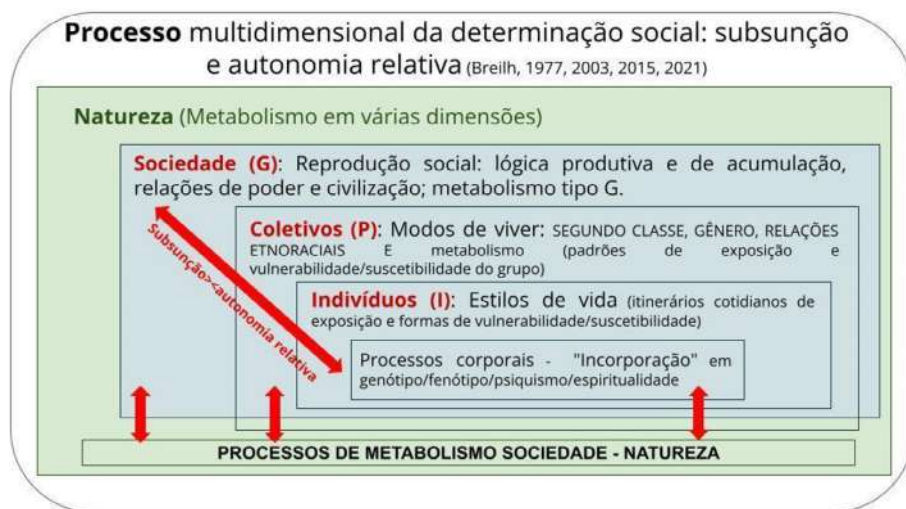 Processo multidimensional da determinação social: subsunção
e autonomia relativa (Breilh, 1977, 2003, 2015, 2021)
Natureza (Metabolismo em várias dimensões)
Sociedade (G): Reprodução social: lógica produtiva e de acumulação,
relações de poder e civilização; metabolismo tipo G.
Coletivos (P): Modos de viver: SEGUNDO CLASSE, GÊNERO, RELAÇÕES
ETNORACIAIS E metabolismo (padrões de exposição e
vulnerabilidade/suscetibilidade do grupo)
Subsunção><autonomia relativa
Indivíduos (I): Estilos de vida (itinerários cotidianos de
exposição e formas de vulnerabilidade/suscetibilidade)
Processos corporais - "Incorporação" em
genótipo/fenótipo/psiquismo/espiritualidade
PROCESSOS DE METABOLISMO SOCIEDADE - NATUREZA